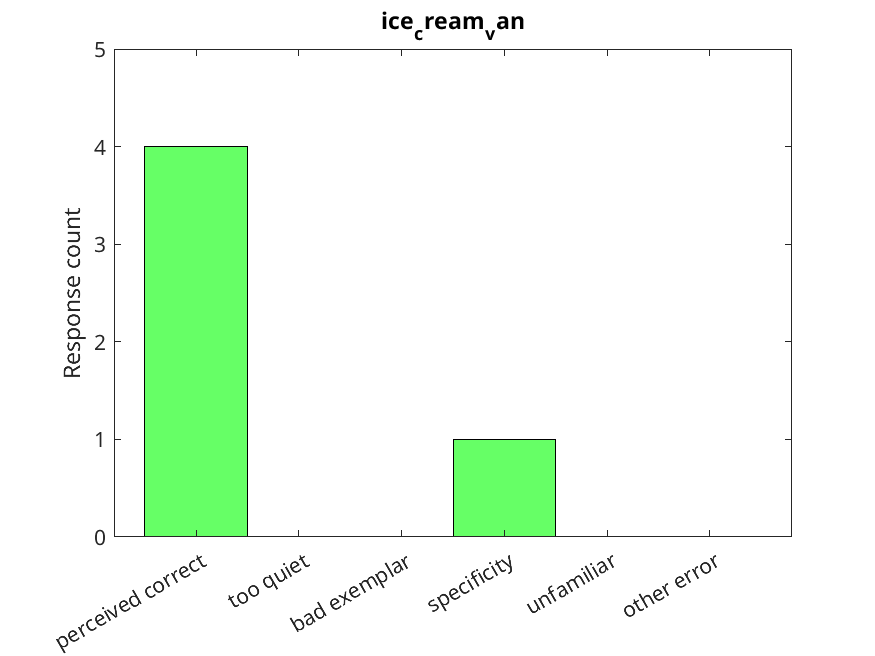 ice_cream_van
5
4
3
2
1
0
Response count
perceived correct
too quiet
bad exemplar
specificity
unfamiliar
other error